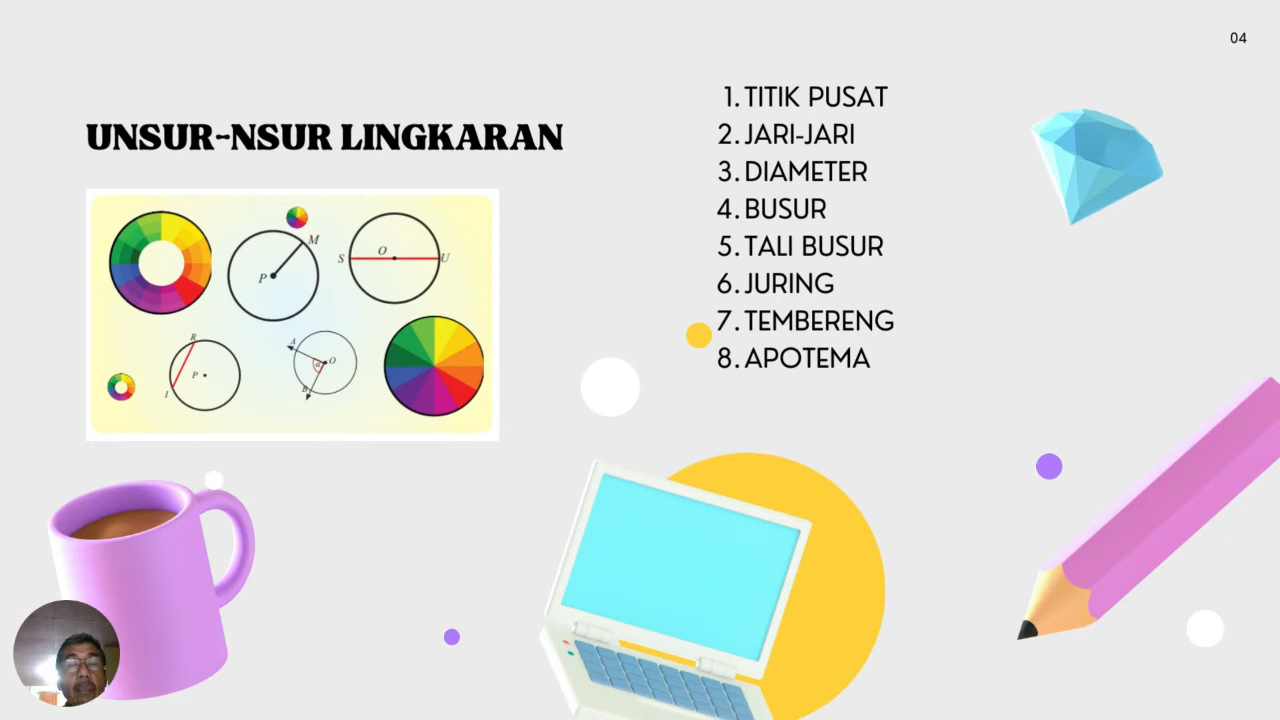 04
UNSUR-NSUR LINGKARAN
1. TITIK PUSAT
2. JARI-JARI
3. DIAMETER
4. BUSUR
5. TALI BUSUR
6. JURING
7. TEMBERENG
8. APOTEMA
M
P
S
O
U
R
P
I
A
O
α
B